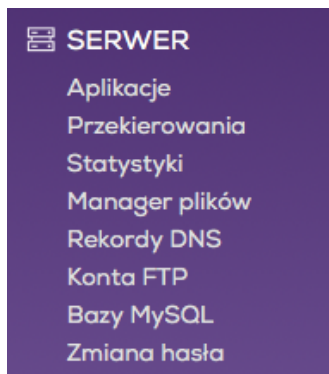 SERWER
Aplikacje
Przekierowania
Statystyki
Manager plików
Rekordy DNS
Konta FTP
Bazy MySQL
Zmiana hasła